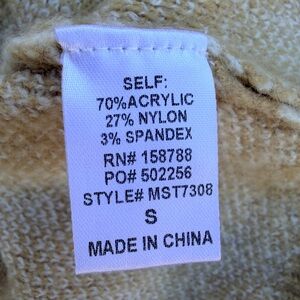 SELF:
70%ACRYLIC
27% NYLON
3% SPANDEX
RN# 158788
PO# 502256
STYLE# MST7308
S
MADE IN CHINA